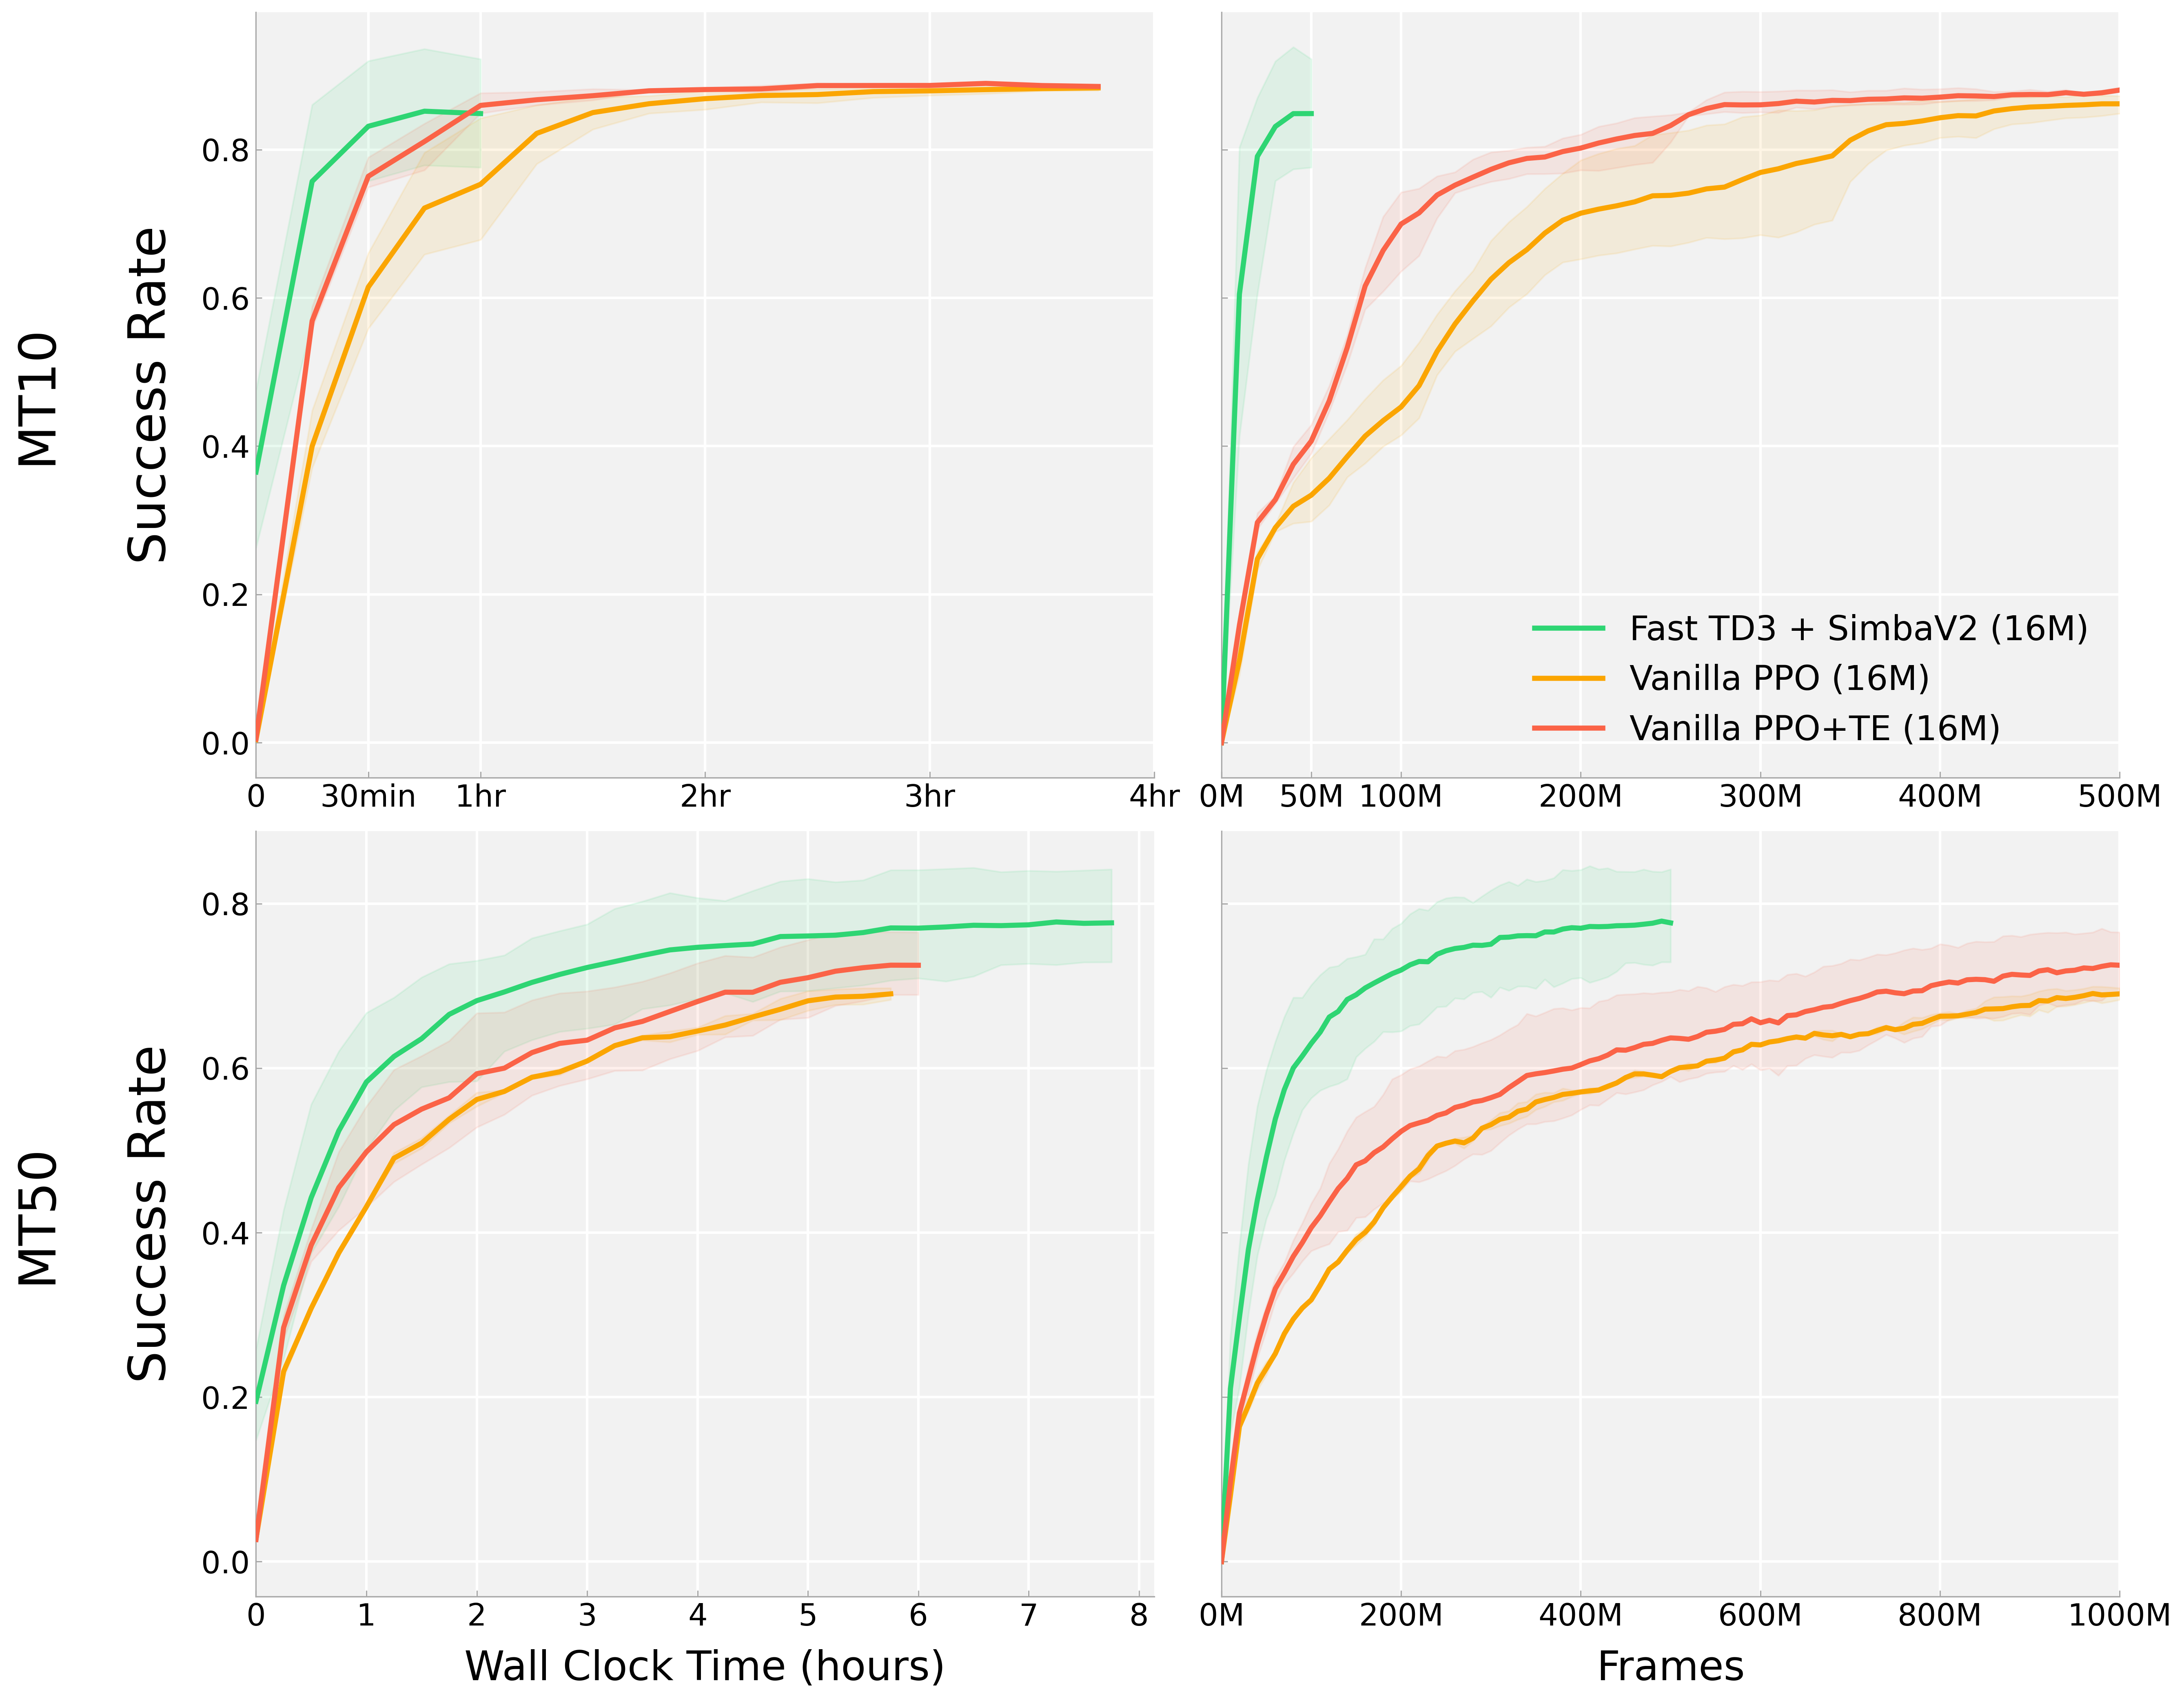 MT10
Success Rate
0.8
0.6
0.4
0.2
0.0
0 30min 1hr 2hr 3hr 4hr
Fast TD3 + SimbaV2 (16M)
Vanilla PPO (16M)
Vanilla PPO+TE (16M)
0M 50M 100M 200M 300M 400M 500M
MT50
Success Rate
0.8
0.6
0.4
0.2
0.0
0 1 2 3 4 5 6 7 8
Wall Clock Time (hours)
0M 200M 400M 600M 800M 1000M
Frames